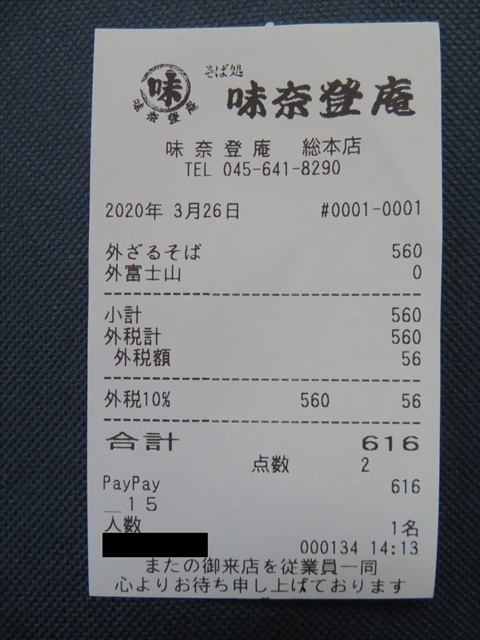 味
味奈登庵
そば処
味奈登庵
味奈登庵 総本店
TEL 045-641-8290
2020年 3月26日 #0001-0001
外ざるそば 560
外富士山 0
小計 560
外税計 560
外税額 56
外税10% 560 56
合計 616
点数 2
PayPay 616
__15
人数 1名
000134 14:13
またの御来店を従業員一同
心よりお待ち申し上げております